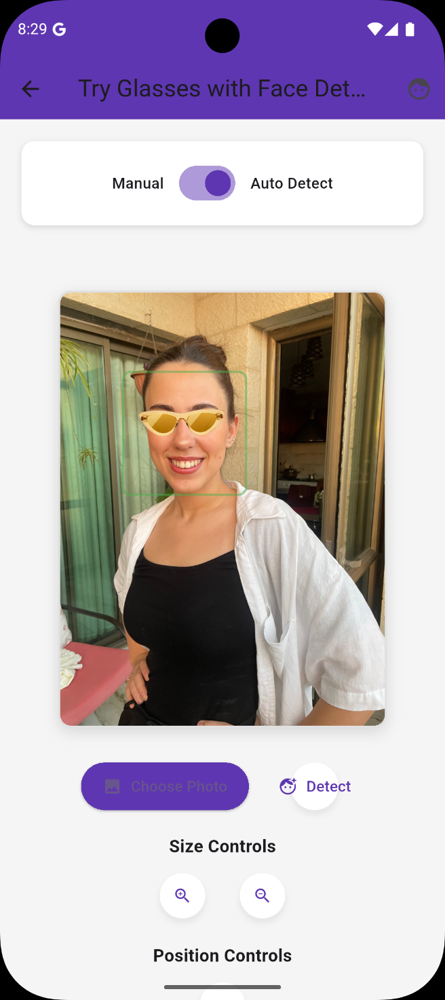 8:29 G
Try Glasses with Face Det...
Manual Auto Detect
Choose Photo Detect
Size Controls
Position Controls